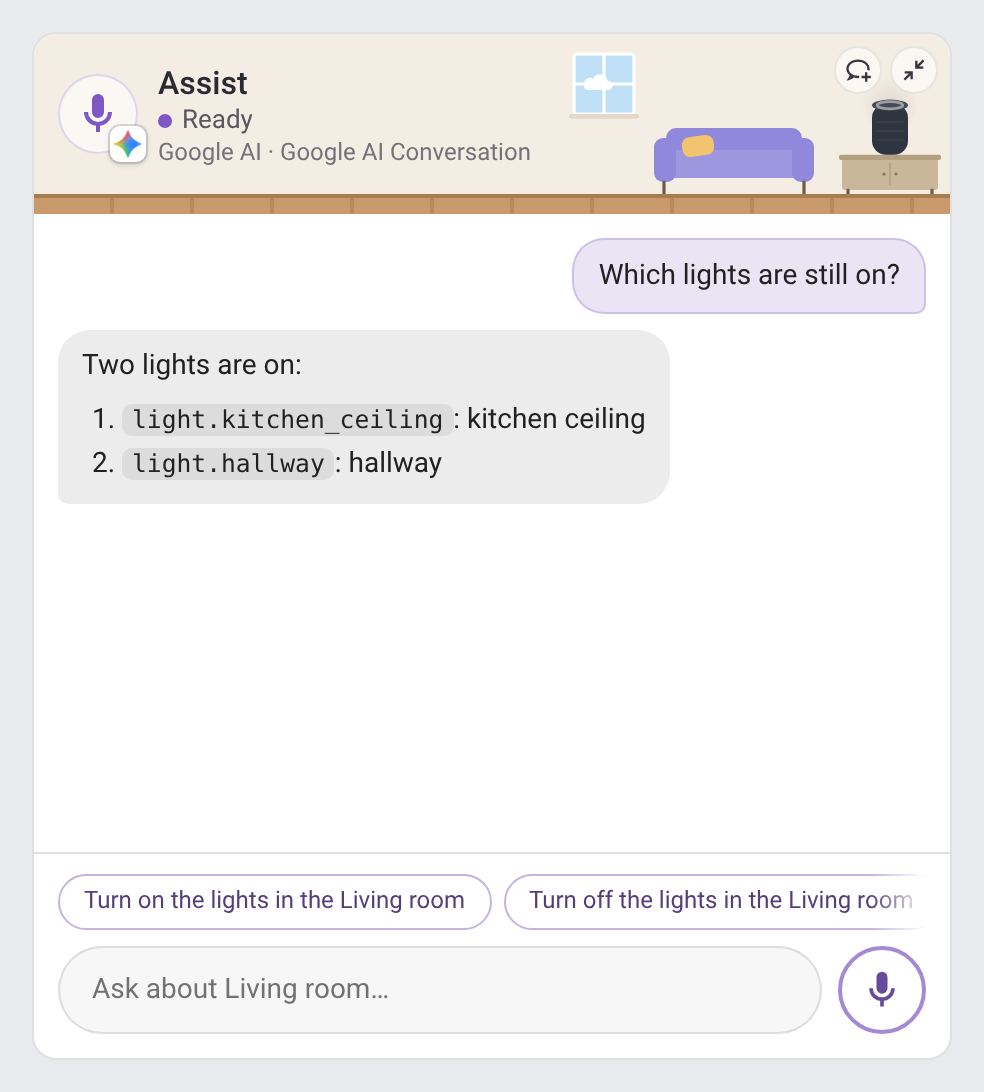 Assist
Ready
Google AI · Google AI Conversation
Which lights are still on?
Two lights are on:
1. light.kitchen_ceiling: kitchen ceiling
2. light.hallway: hallway
Turn on the lights in the Living room
Turn off the lights in the Living room
Ask about Living room…